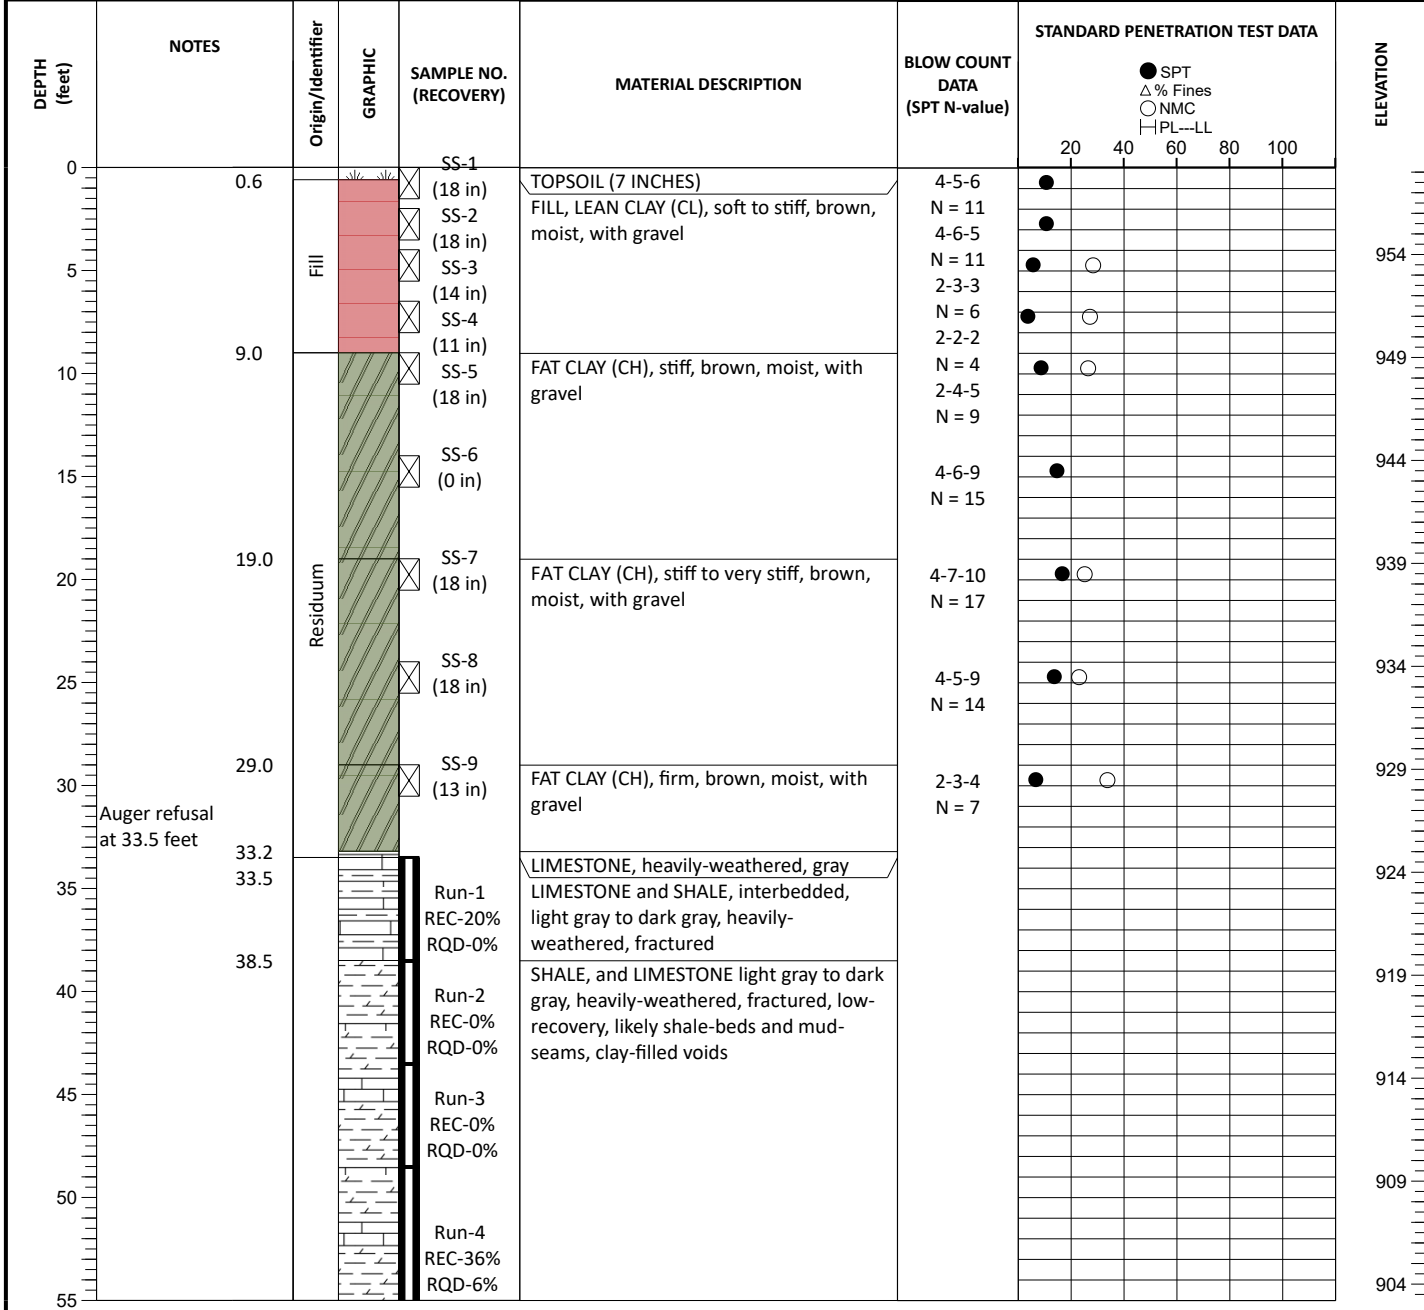 DEPTH
(feet)
NOTES
Origin/Identifier
GRAPHIC
SAMPLE NO.
(RECOVERY)
MATERIAL DESCRIPTION
BLOW COUNT
DATA
(SPT N-value)
STANDARD PENETRATION TEST DATA
SPT
% Fines
NMC
PL---LL
20 40 60 80 100
ELEVATION
0
5
10
15
20
25
30
35
40
45
50
55
0.6
9.0
19.0
29.0
Auger refusal
at 33.5 feet
33.2
33.5
38.5
Fill
Residuum
SS-1
(18 in)
SS-2
(18 in)
SS-3
(14 in)
SS-4
(11 in)
SS-5
(18 in)
SS-6
(0 in)
SS-7
(18 in)
SS-8
(18 in)
SS-9
(13 in)
Run-1
REC-20%
RQD-0%
Run-2
REC-0%
RQD-0%
Run-3
REC-0%
RQD-0%
Run-4
REC-36%
RQD-6%
TOPSOIL (7 INCHES)
FILL, LEAN CLAY (CL), soft to stiff, brown,
moist, with gravel
FAT CLAY (CH), stiff, brown, moist, with
gravel
FAT CLAY (CH), stiff to very stiff, brown,
moist, with gravel
FAT CLAY (CH), firm, brown, moist, with
gravel
LIMESTONE, heavily-weathered, gray
LIMESTONE and SHALE, interbedded,
light gray to dark gray, heavily-
weathered, fractured
SHALE, and LIMESTONE light gray to dark
gray, heavily-weathered, fractured, low-
recovery, likely shale-beds and mud-
seams, clay-filled voids
4-5-6
N = 11
4-6-5
N = 11
2-3-3
N = 6
2-2-2
N = 4
2-4-5
N = 9
4-6-9
N = 15
4-7-10
N = 17
4-5-9
N = 14
2-3-4
N = 7
954
949
944
939
934
929
924
919
914
909
904